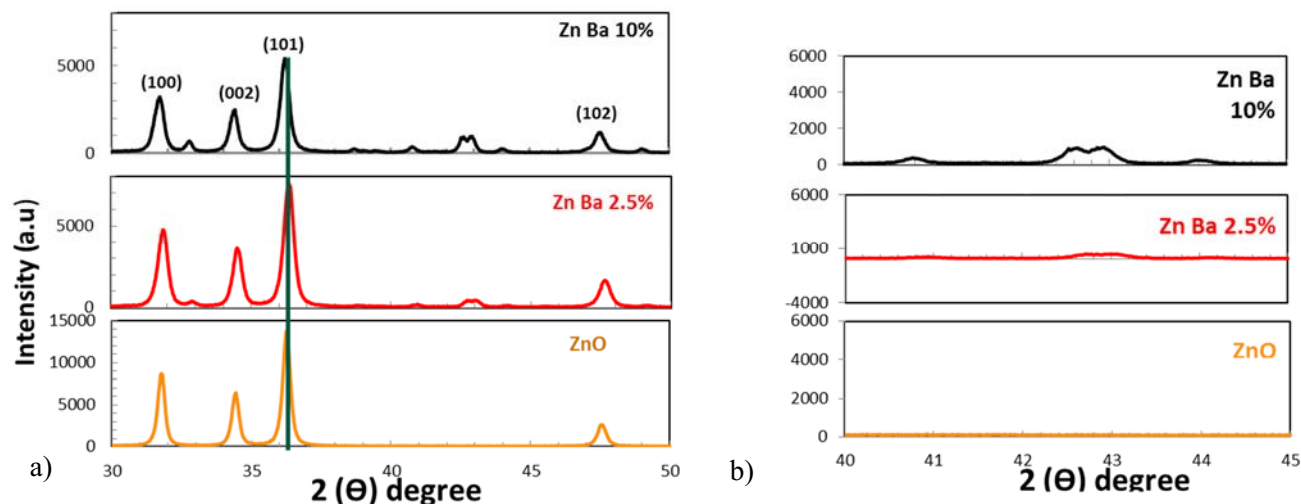 Zn Ba 10%
(101)
5000
(100)
(002)
(102)
0
Zn Ba 2.5%
5000
0
15000
ZnO
10000
5000
0
30 35 40 45 50
Intensity (a.u)
2 (Θ) degree
a)
6000
Zn Ba
10%
4000
2000
0
6000
Zn Ba 2.5%
1000
-4000
6000
ZnO
4000
2000
0
40 41 42 43 44 45
2 (Θ) degree
b)